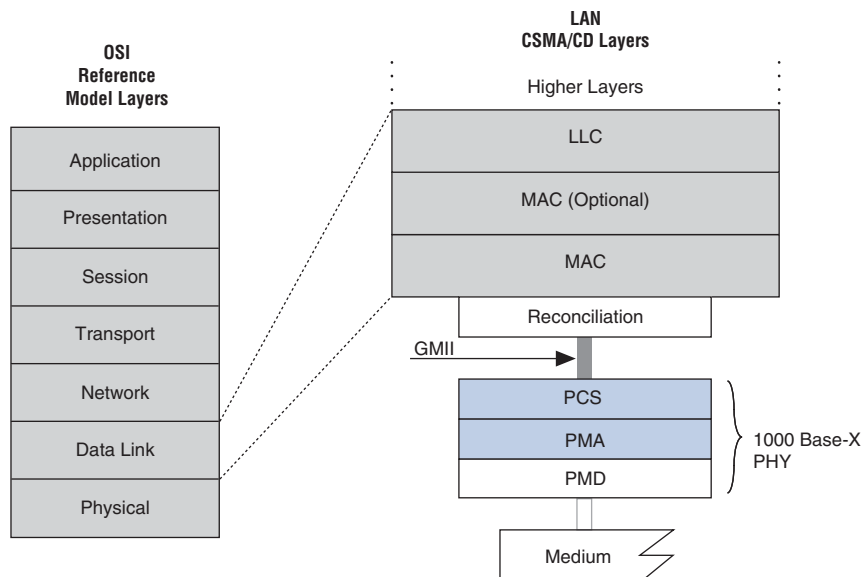 OSI
Reference
Model Layers
Application
Presentation
Session
Transport
Network
Data Link
Physical
LAN
CSMA/CD Layers
Higher Layers
LLC
MAC (Optional)
MAC
Reconciliation
GMII
PCS
PMA
PMD
1000 Base-X
PHY
Medium